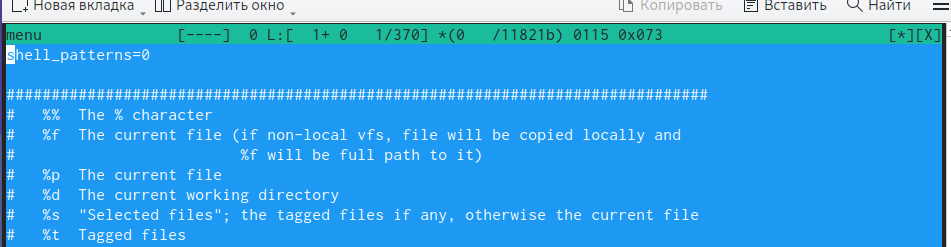 Новая вкладка Разделить окно Копировать Вставить Найти
menu [----] 0 L:[ 1+ 0 1/370] *(0 /11821b) 0115 0x073 [*][X]
shell_patterns=0
###############################################################################
# %% The % character
# %f The current file (if non-local vfs, file will be copied locally and
# %f will be full path to it)
# %p The current file
# %d The current working directory
# %s "Selected files"; the tagged files if any, otherwise the current file
# %t Tagged files